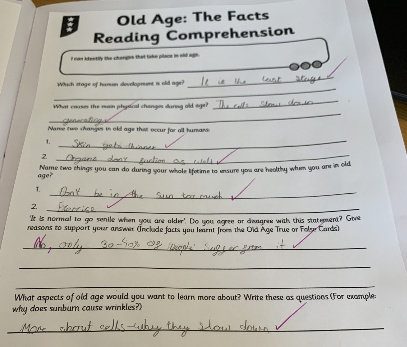 Old Age: The Facts
Reading Comprehension
I can identify the changes that take place in old age.
Which stage of human development is old age? It is the last stage
What causes the main physical changes during old age? The cells slow down
Name two changes in old age that occur for all humans:
1. Skin gets thinner
2. Organs don't function as well
Name two things you can do during your whole lifetime to ensure you are healthy when you are in old
age?
1. Don't be in the sun too much
2. Exercise
'It is normal to go senile when you are older'. Do you agree or disagree with this statement? Give
reasons to support your answer (Include facts you learnt from the Old Age True or False Cards)
No, only 30-50% of people suffer from it
What aspects of old age would you want to learn more about? Write these as questions (For example:
why does sunburn cause wrinkles?)
More about cells - why they slow down